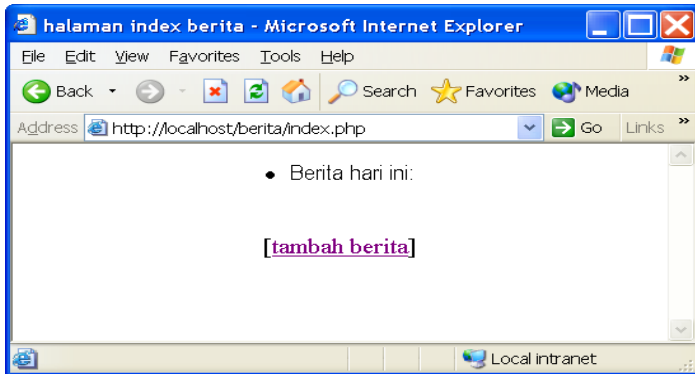 halaman index berita - Microsoft Internet Explorer
File Edit View Favorites Tools Help
Back Search Favorites Media »
Address http://localhost/berita/index.php Go Links »
• Berita hari ini:
[tambah berita]
Local intranet